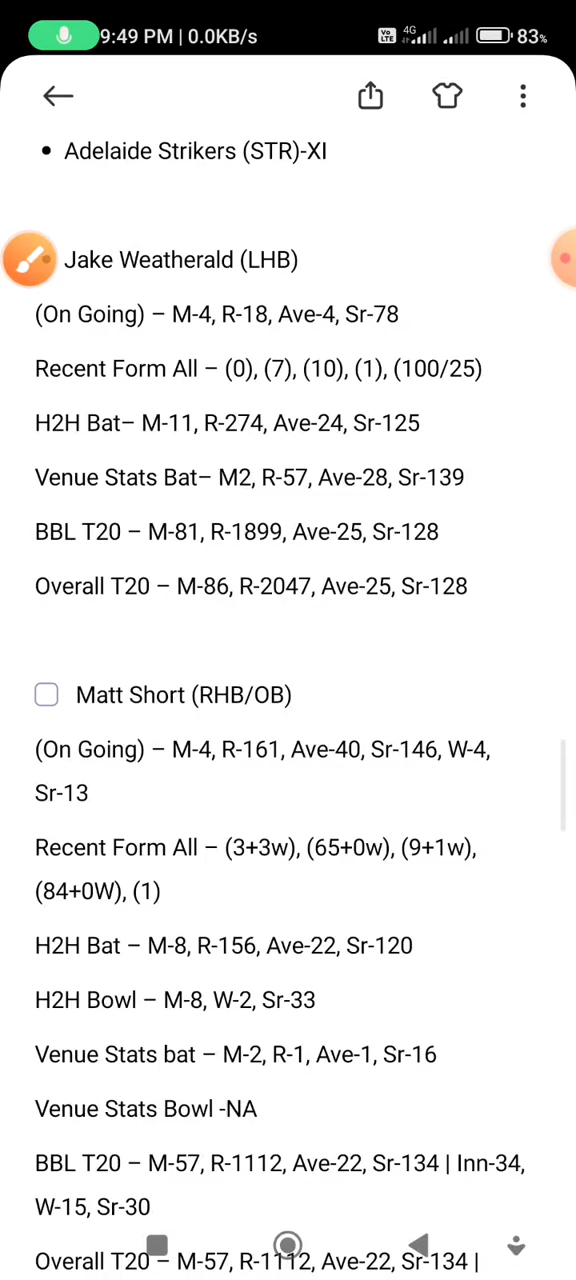 9:49 PM | 0.0KB/s Vo LTE 4G 83%
• Adelaide Strikers (STR)-XI
Jake Weatherald (LHB)
(On Going) – M-4, R-18, Ave-4, Sr-78
Recent Form All – (0), (7), (10), (1), (100/25)
H2H Bat– M-11, R-274, Ave-24, Sr-125
Venue Stats Bat– M2, R-57, Ave-28, Sr-139
BBL T20 – M-81, R-1899, Ave-25, Sr-128
Overall T20 – M-86, R-2047, Ave-25, Sr-128
Matt Short (RHB/OB)
(On Going) – M-4, R-161, Ave-40, Sr-146, W-4,
Sr-13
Recent Form All – (3+3w), (65+0w), (9+1w),
(84+0W), (1)
H2H Bat – M-8, R-156, Ave-22, Sr-120
H2H Bowl – M-8, W-2, Sr-33
Venue Stats bat – M-2, R-1, Ave-1, Sr-16
Venue Stats Bowl -NA
BBL T20 – M-57, R-1112, Ave-22, Sr-134 | Inn-34,
W-15, Sr-30
Overall T20 – M-57, R-1112, Ave-22, Sr-134 |